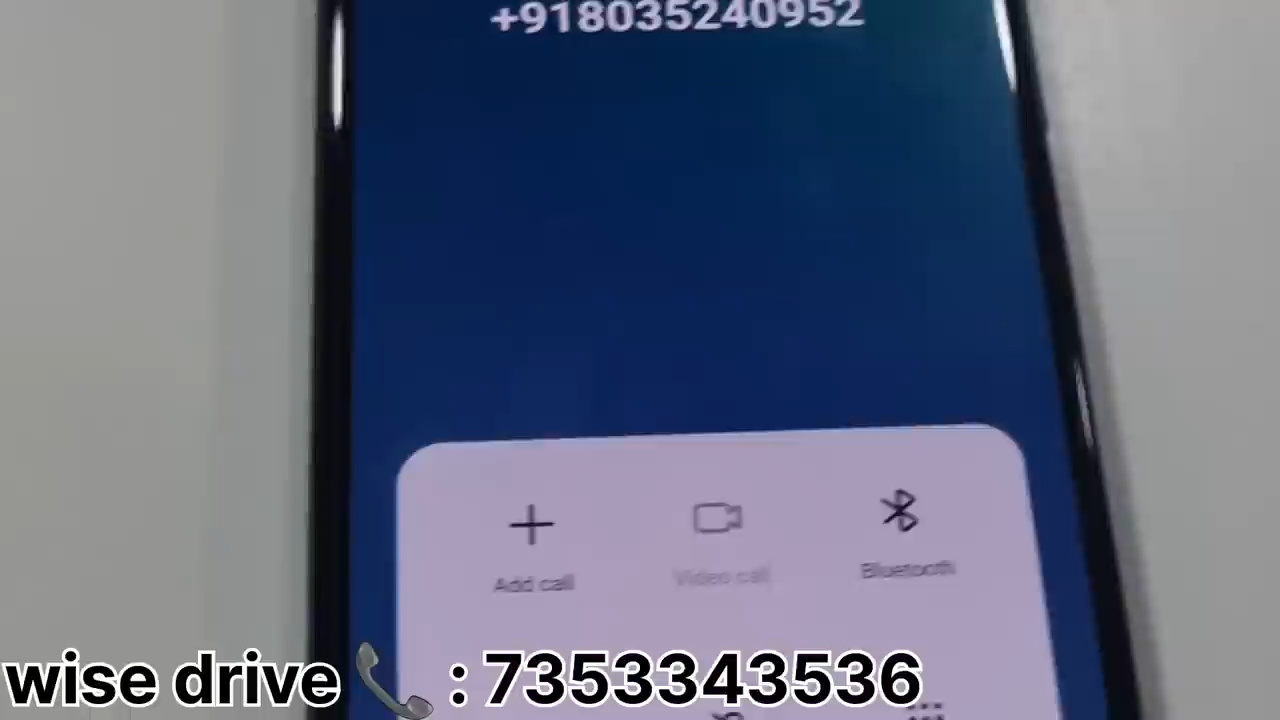 +918035240952
Add call
Video call
Bluetooth
wise drive📞 : 7353343536